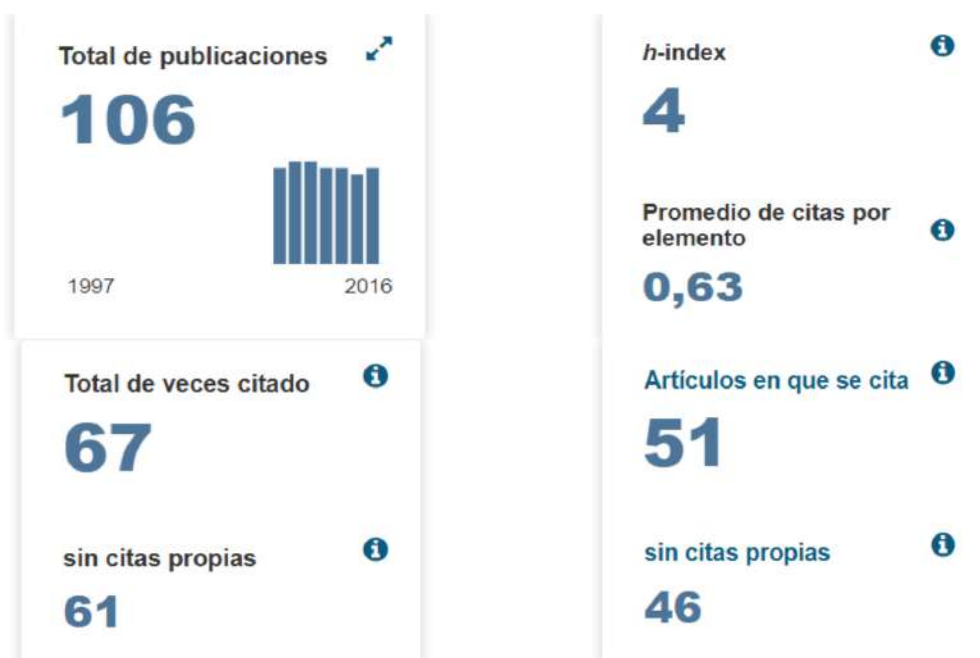 Total de publicaciones
106
1997
2016
h-index
4
Promedio de citas por
elemento
0,63
Total de veces citado
67
sin citas propias
61
Artículos en que se cita
51
sin citas propias
46